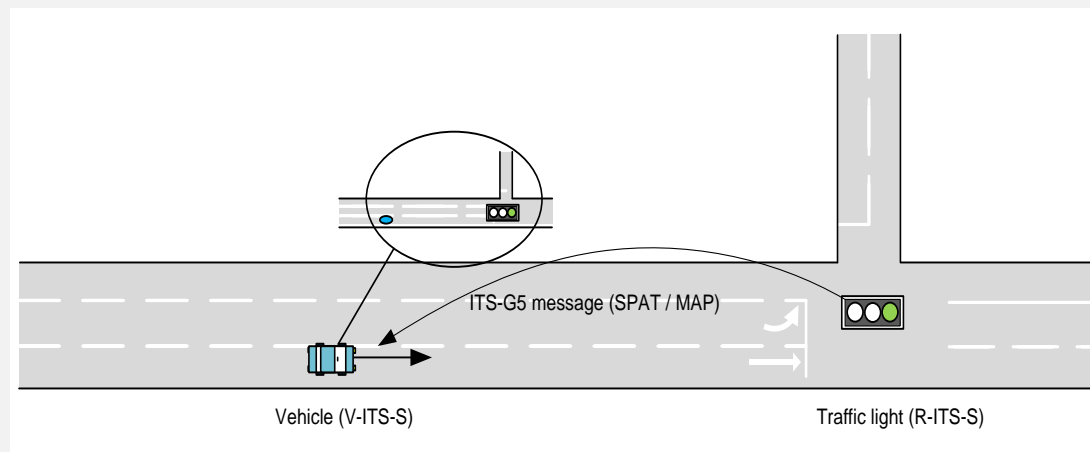 ITS-G5 message (SPAT / MAP)
Vehicle (V-ITS-S)
Traffic light (R-ITS-S)